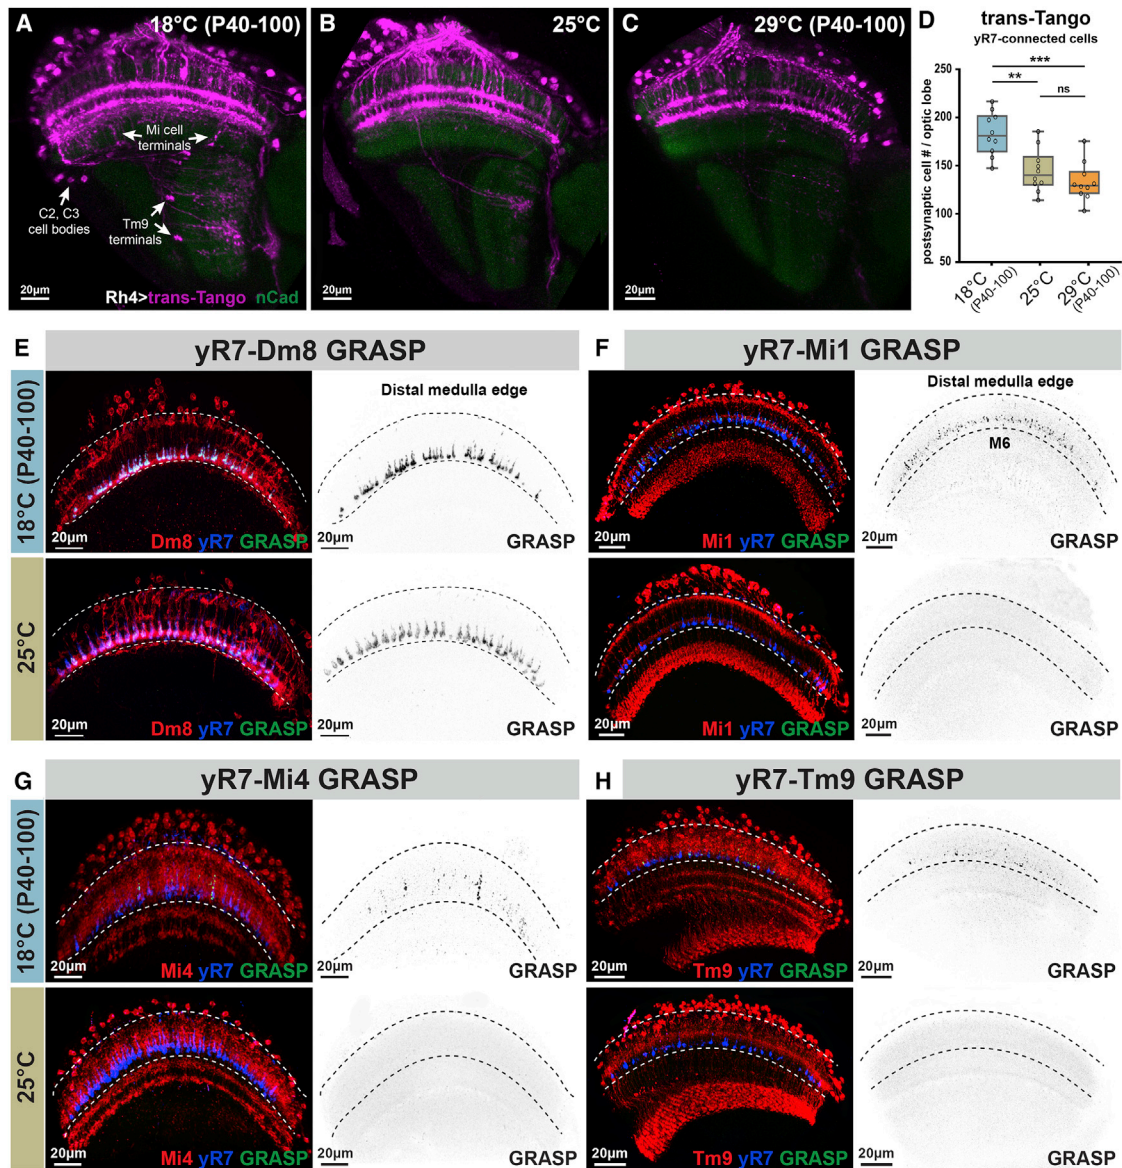 A
18°C (P40-100)
Mi cell
terminals
C2, C3
cell bodies
Tm9
terminals
20µm
Rh4>trans-Tango nCad
B
25°C
20µm
C
29°C (P40-100)
20µm
D
trans-Tango
yR7-connected cells
postsynaptic cell # / optic lobe
250
200
150
100
50
***
**
ns
18°C
(P40-100)
25°C
29°C
(P40-100)
E
yR7-Dm8 GRASP
18°C (P40-100)
20µm
Dm8 yR7 GRASP
Distal medulla edge
20µm
GRASP
25°C
20µm
Dm8 yR7 GRASP
20µm
GRASP
F
yR7-Mi1 GRASP
20µm
Mi1 yR7 GRASP
Distal medulla edge
M6
20µm
GRASP
20µm
Mi1 yR7 GRASP
20µm
GRASP
G
yR7-Mi4 GRASP
18°C (P40-100)
20µm
Mi4 yR7 GRASP
20µm
GRASP
25°C
20µm
Mi4 yR7 GRASP
20µm
GRASP
H
yR7-Tm9 GRASP
20µm
Tm9 yR7 GRASP
20µm
GRASP
20µm
Tm9 yR7 GRASP
20µm
GRASP